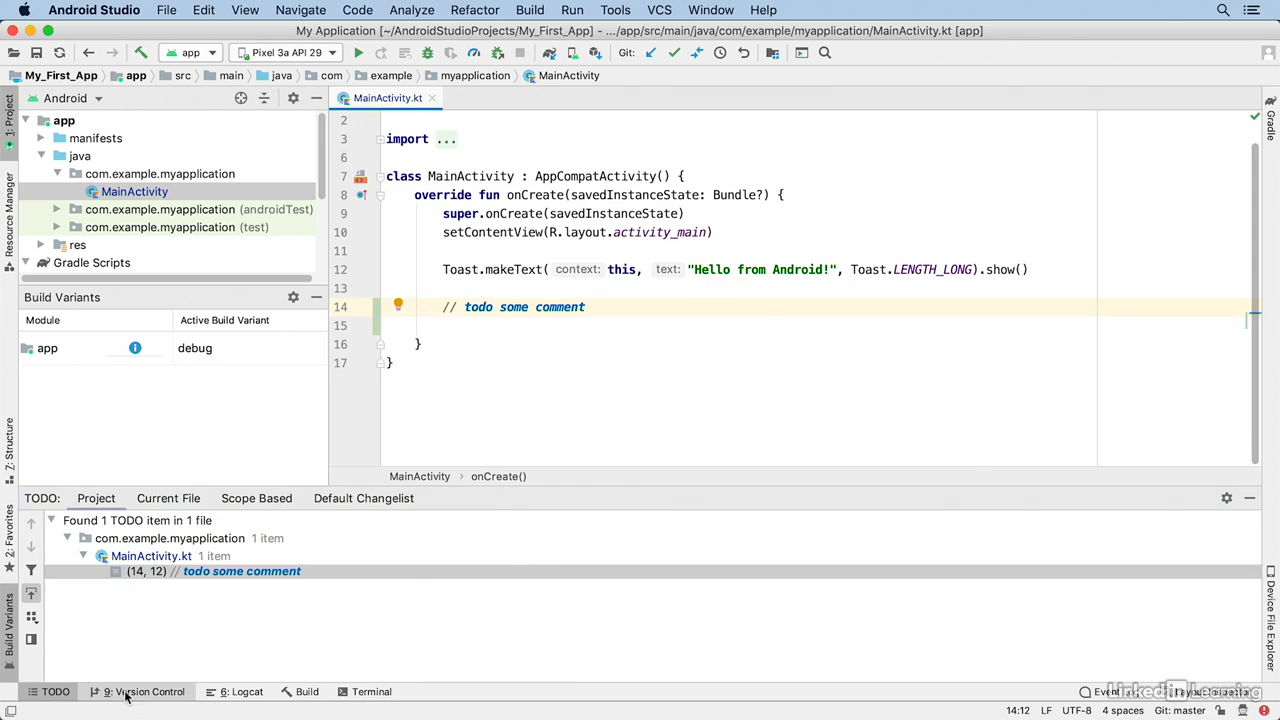 Android Studio File Edit View Navigate Code Analyze Refactor Build Run Tools VCS Window Help
My Application [~/AndroidStudioProjects/My_First_App] - .../app/src/main/java/com/example/myapplication/MainActivity.kt [app]
app Pixel 3a API 29 Git:
My_First_App app src main java com example myapplication MainActivity
1: Project
Resource Manager
Z: Structure
2: Favorites
Build Variants
Android
app
manifests
java
com.example.myapplication
MainActivity
com.example.myapplication (androidTest)
com.example.myapplication (test)
res
Gradle Scripts
Build Variants
Module Active Build Variant
app debug
MainActivity.kt
2
3 import ...
6
7 class MainActivity : AppCompatActivity() {
8 override fun onCreate(savedInstanceState: Bundle?) {
9 super.onCreate(savedInstanceState)
10 setContentView(R.layout.activity_main)
11
12 Toast.makeText( context: this, text: "Hello from Android!", Toast.LENGTH_LONG).show()
13
14 // todo some comment
15
16 }
17 }
MainActivity › onCreate()
Gradle
Device File Explorer
TODO: Project Current File Scope Based Default Changelist
Found 1 TODO item in 1 file
com.example.myapplication 1 item
MainActivity.kt 1 item
(14, 12) // todo some comment
TODO 9: Version Control 6: Logcat Build Terminal
LinkedIn Learning
14:12 LF UTF-8 4 spaces Git: master